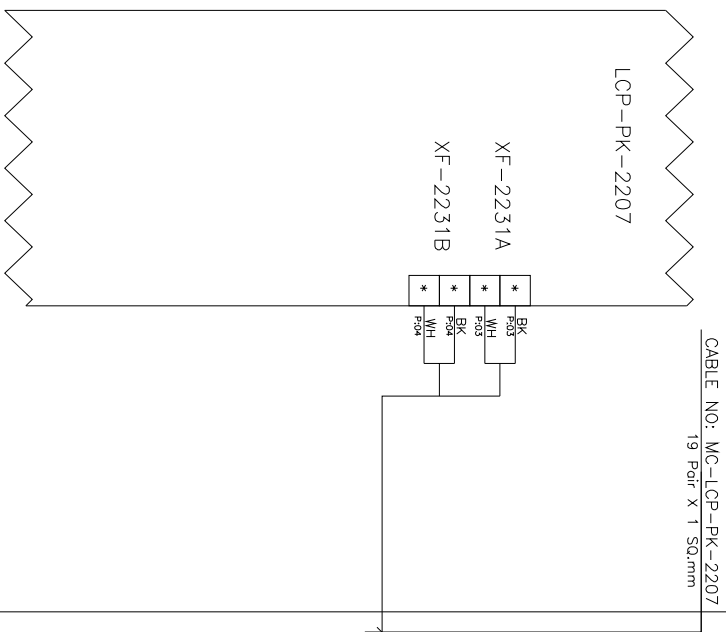 CABLE NO: MC-LCP-PK-2207
19 Pair X 1 SQ.mm
LCP-PK-2207
XF-2231A
* BK P:03
* WH P:03
XF-2231B
* BK P:04
* WH P:04